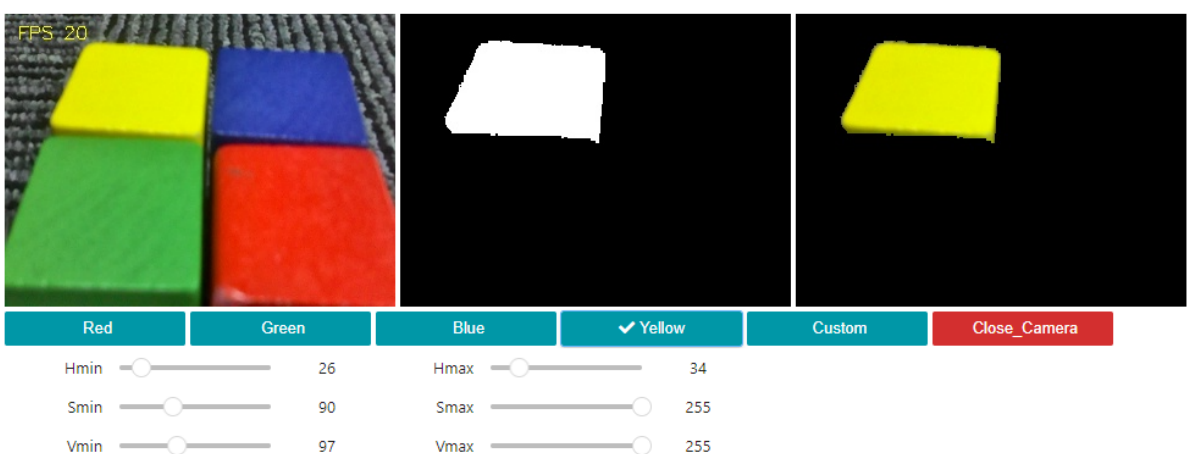 FPS 20
Red Green Blue Yellow Custom Close_Camera
Hmin 26 Hmax 34
Smin 90 Smax 255
Vmin 97 Vmax 255